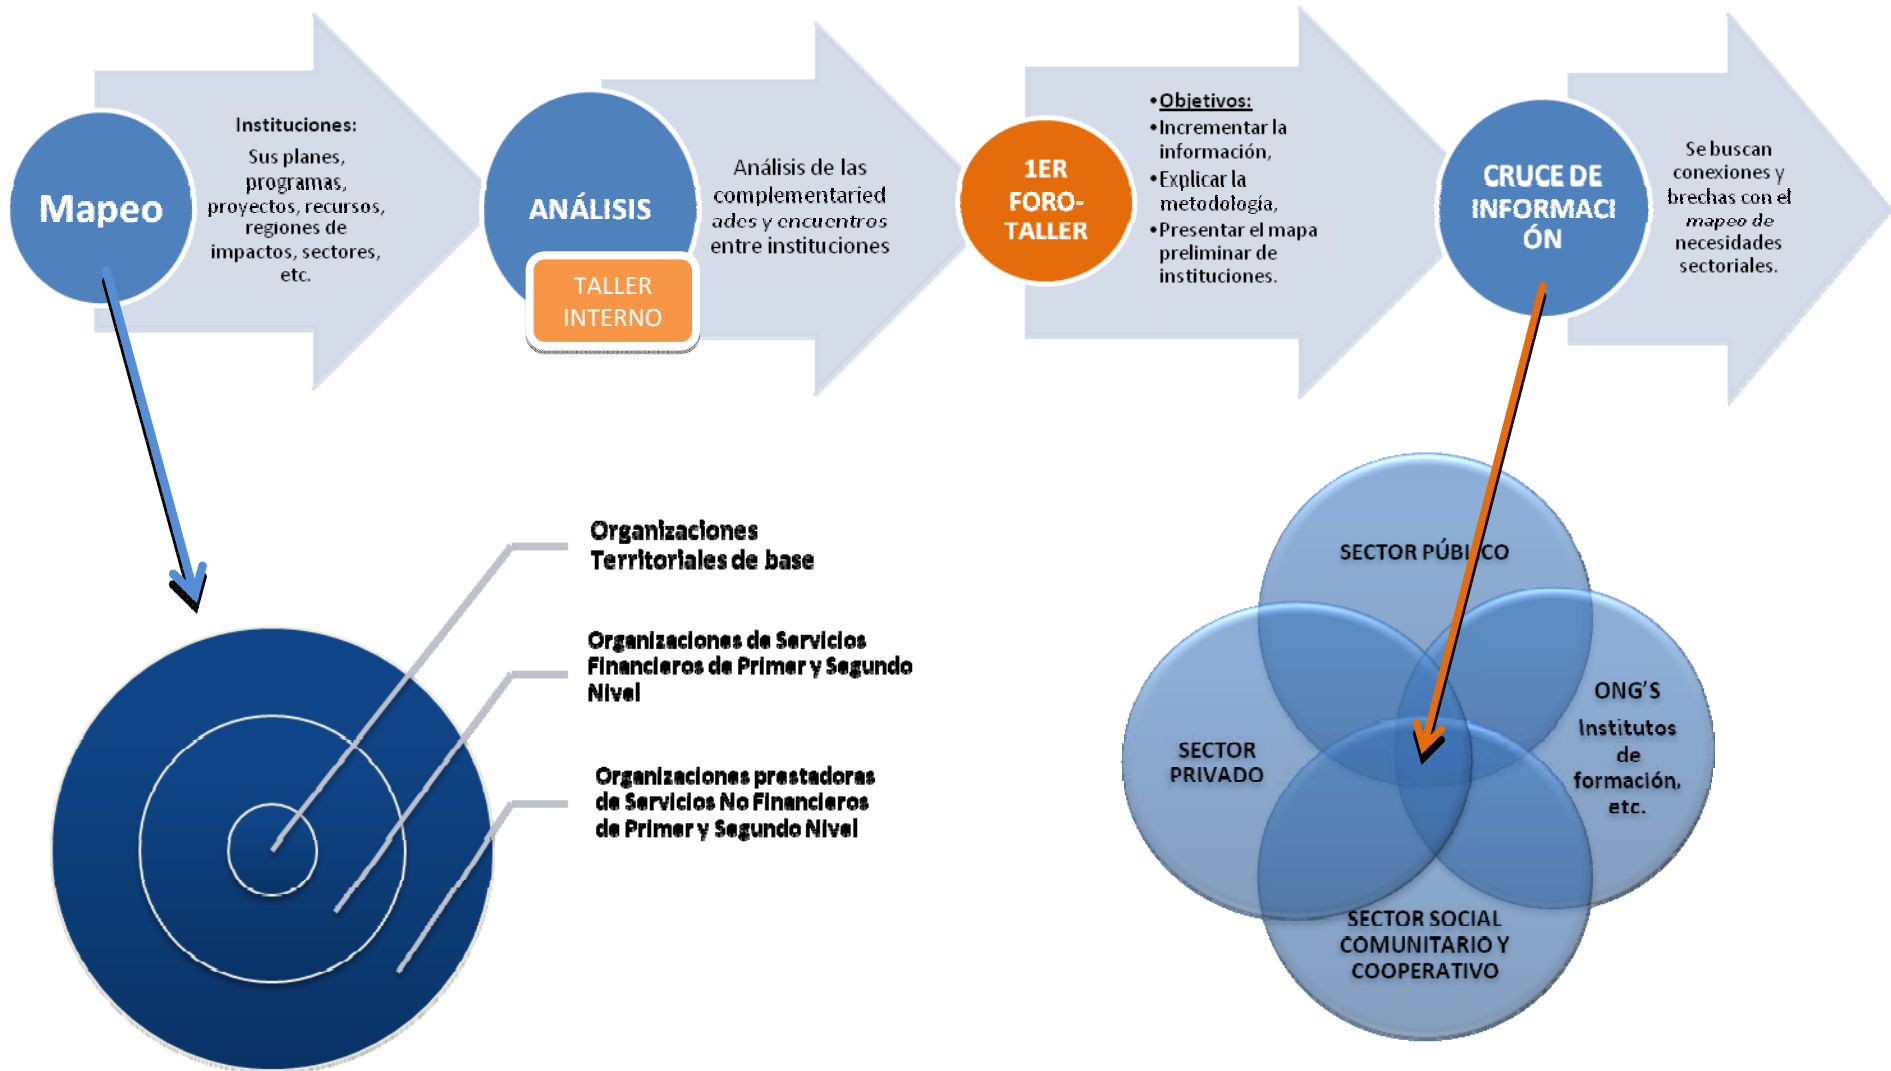 Mapeo
Instituciones:
Sus planes,
programas,
proyectos, recursos,
regiones de
impactos, sectores,
etc.
ANÁLISIS
TALLER
INTERNO
Análisis de las
complementaried
ades y encuentros
entre instituciones
1ER
FORO-
TALLER
•Objetivos:
•Incrementar la
información,
•Explicar la
metodología,
•Presentar el mapa
preliminar de
instituciones.
CRUCE DE
INFORMACI
ÓN
Se buscan
conexiones y
brechas con el
mapeo de
necesidades
sectoriales.
Organizaciones
Territoriales de base
Organizaciones de Servicios
Financieros de Primer y Segundo
Nivel
Organizaciones prestadoras
de Servicios No Financieros
de Primer y Segundo Nivel
SECTOR PÚBLICO
ONG'S
Institutos
de
formación,
etc.
SECTOR
PRIVADO
SECTOR SOCIAL
COMUNITARIO Y
COOPERATIVO